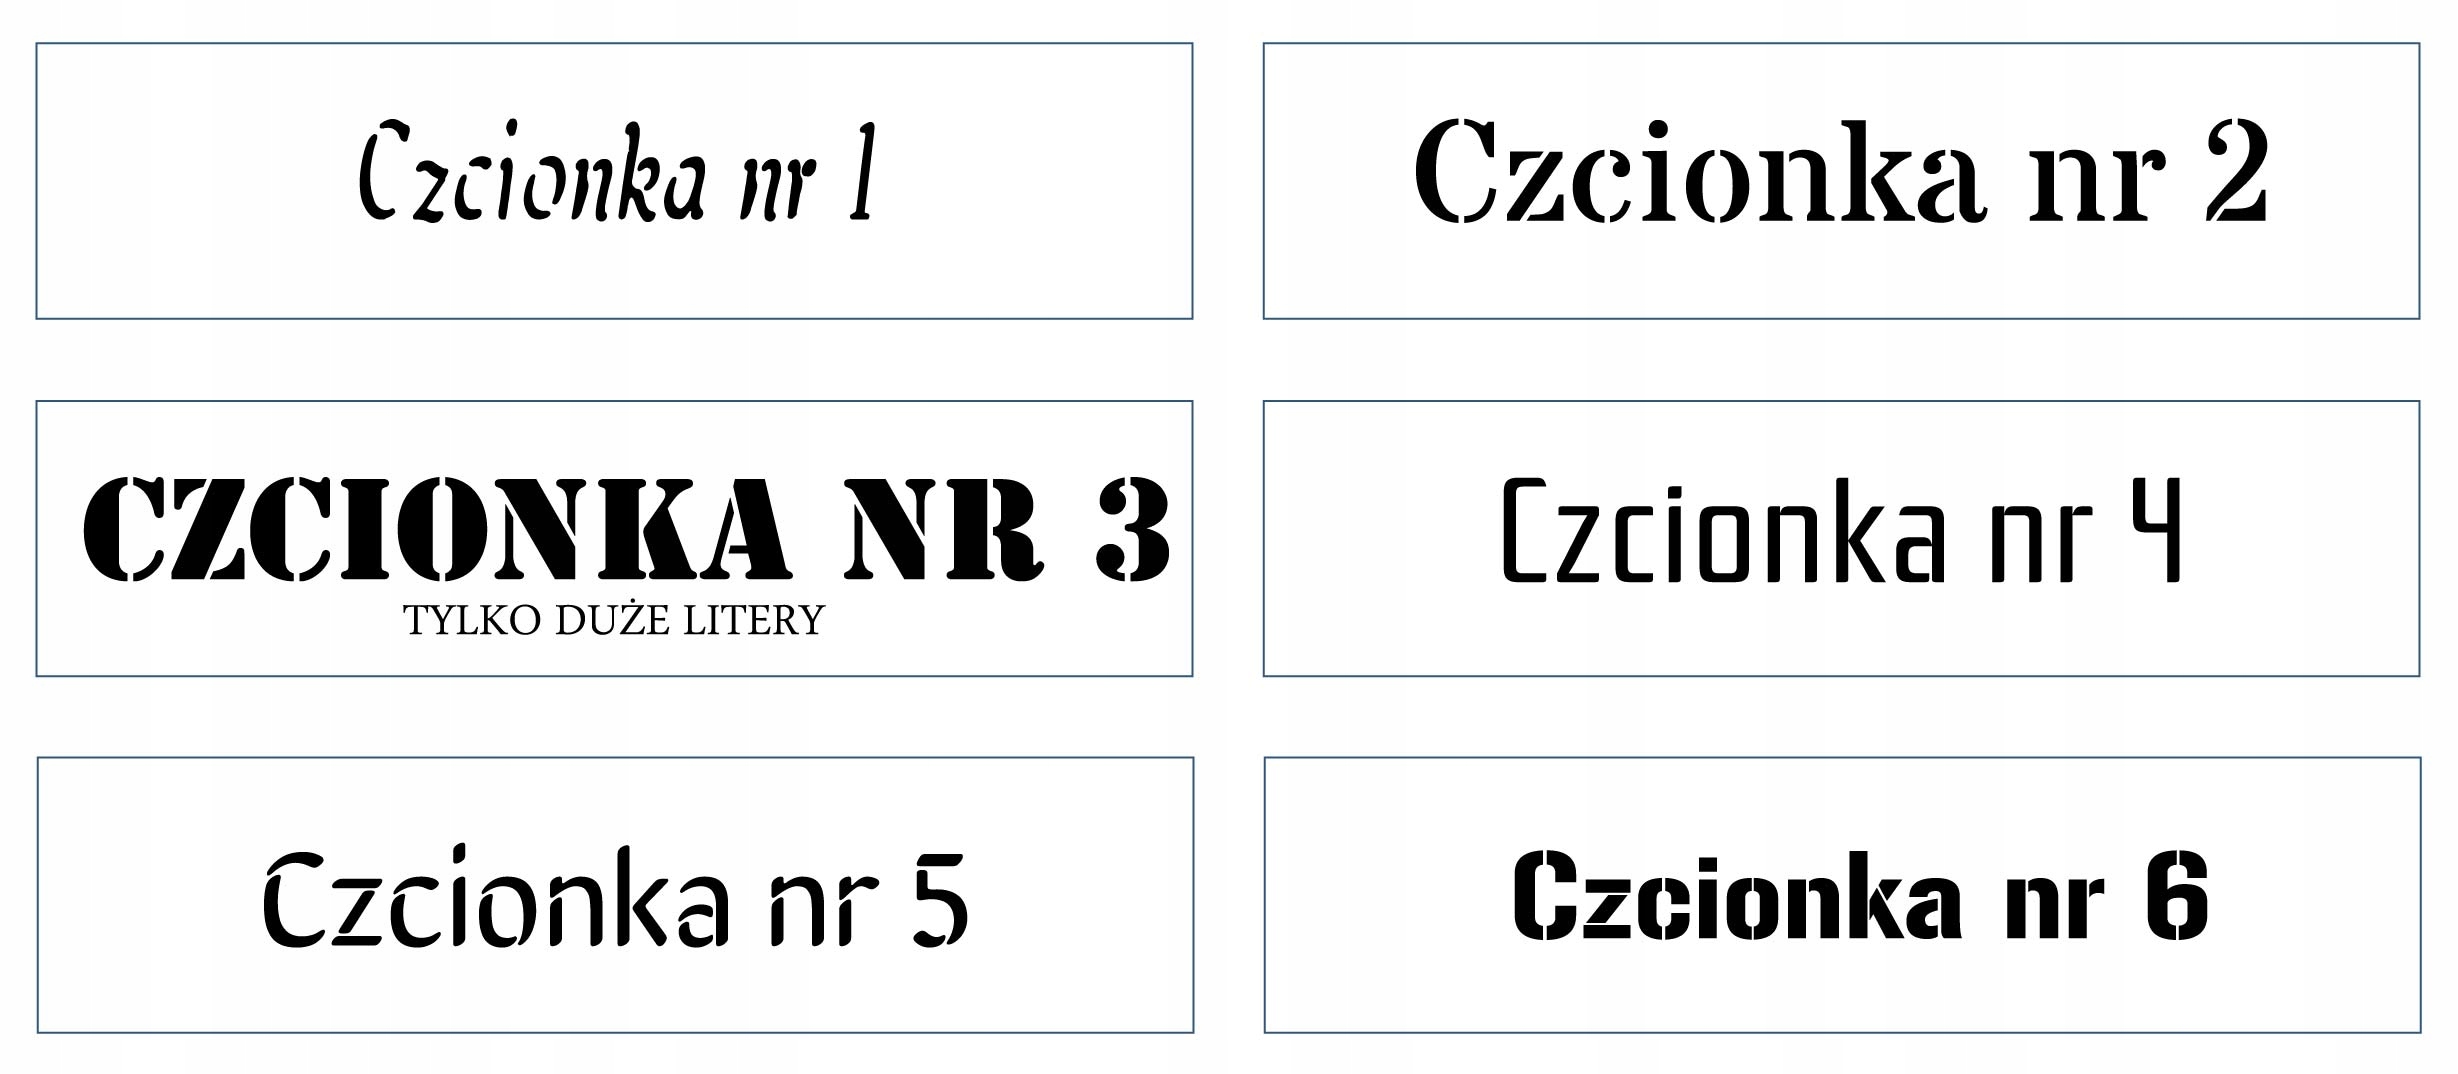 Czcionka nr 1
Czcionka nr 2
CZCIONKA NR 3
TYLKO DUŻE LITERY
Czcionka nr 4
Czcionka nr 5
Czcionka nr 6